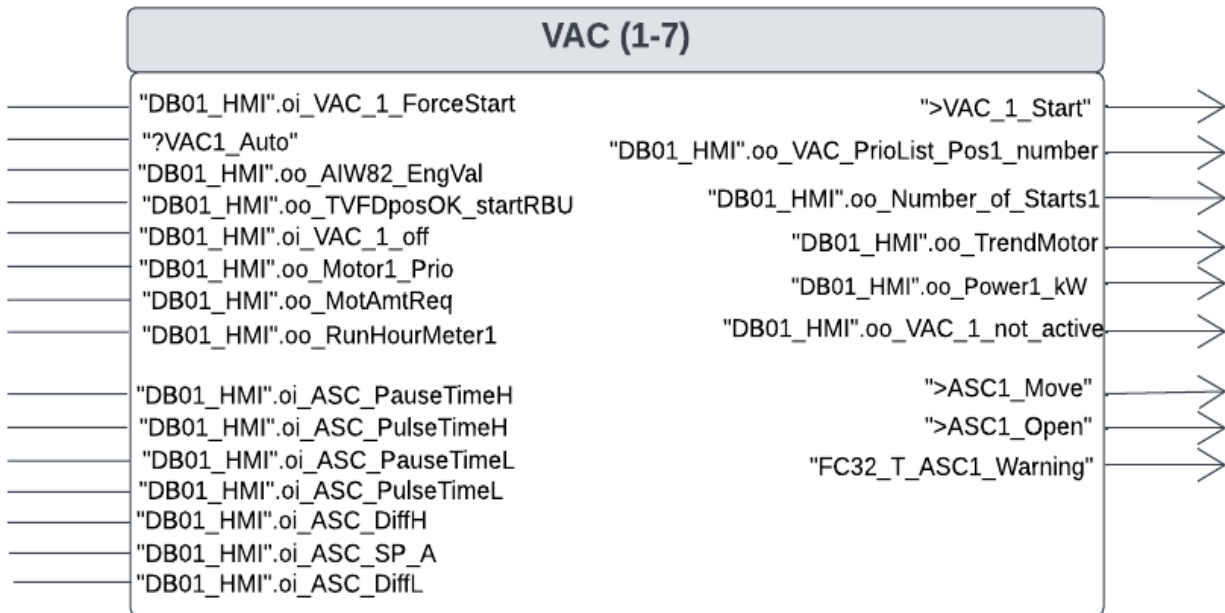 VAC (1-7)
"DB01_HMI".oi_VAC_1_ForceStart
"?VAC1_Auto"
"DB01_HMI".oo_AIW82_EngVal
"DB01_HMI".oo_TVFDposOK_startRBU
"DB01_HMI".oi_VAC_1_off
"DB01_HMI".oo_Motor1_Prio
"DB01_HMI".oo_MotAmtReq
"DB01_HMI".oo_RunHourMeter1
"DB01_HMI".oi_ASC_PauseTimeH
"DB01_HMI".oi_ASC_PulseTimeH
"DB01_HMI".oi_ASC_PauseTimeL
"DB01_HMI".oi_ASC_PulseTimeL
"DB01_HMI".oi_ASC_DiffH
"DB01_HMI".oi_ASC_SP_A
"DB01_HMI".oi_ASC_DiffL
">VAC_1_Start"
"DB01_HMI".oo_VAC_PrioList_Pos1_number
"DB01_HMI".oo_Number_of_Starts1
"DB01_HMI".oo_TrendMotor
"DB01_HMI".oo_Power1_kW
"DB01_HMI".oo_VAC_1_not_active
">ASC1_Move"
">ASC1_Open"
"FC32_T_ASC1_Warning"